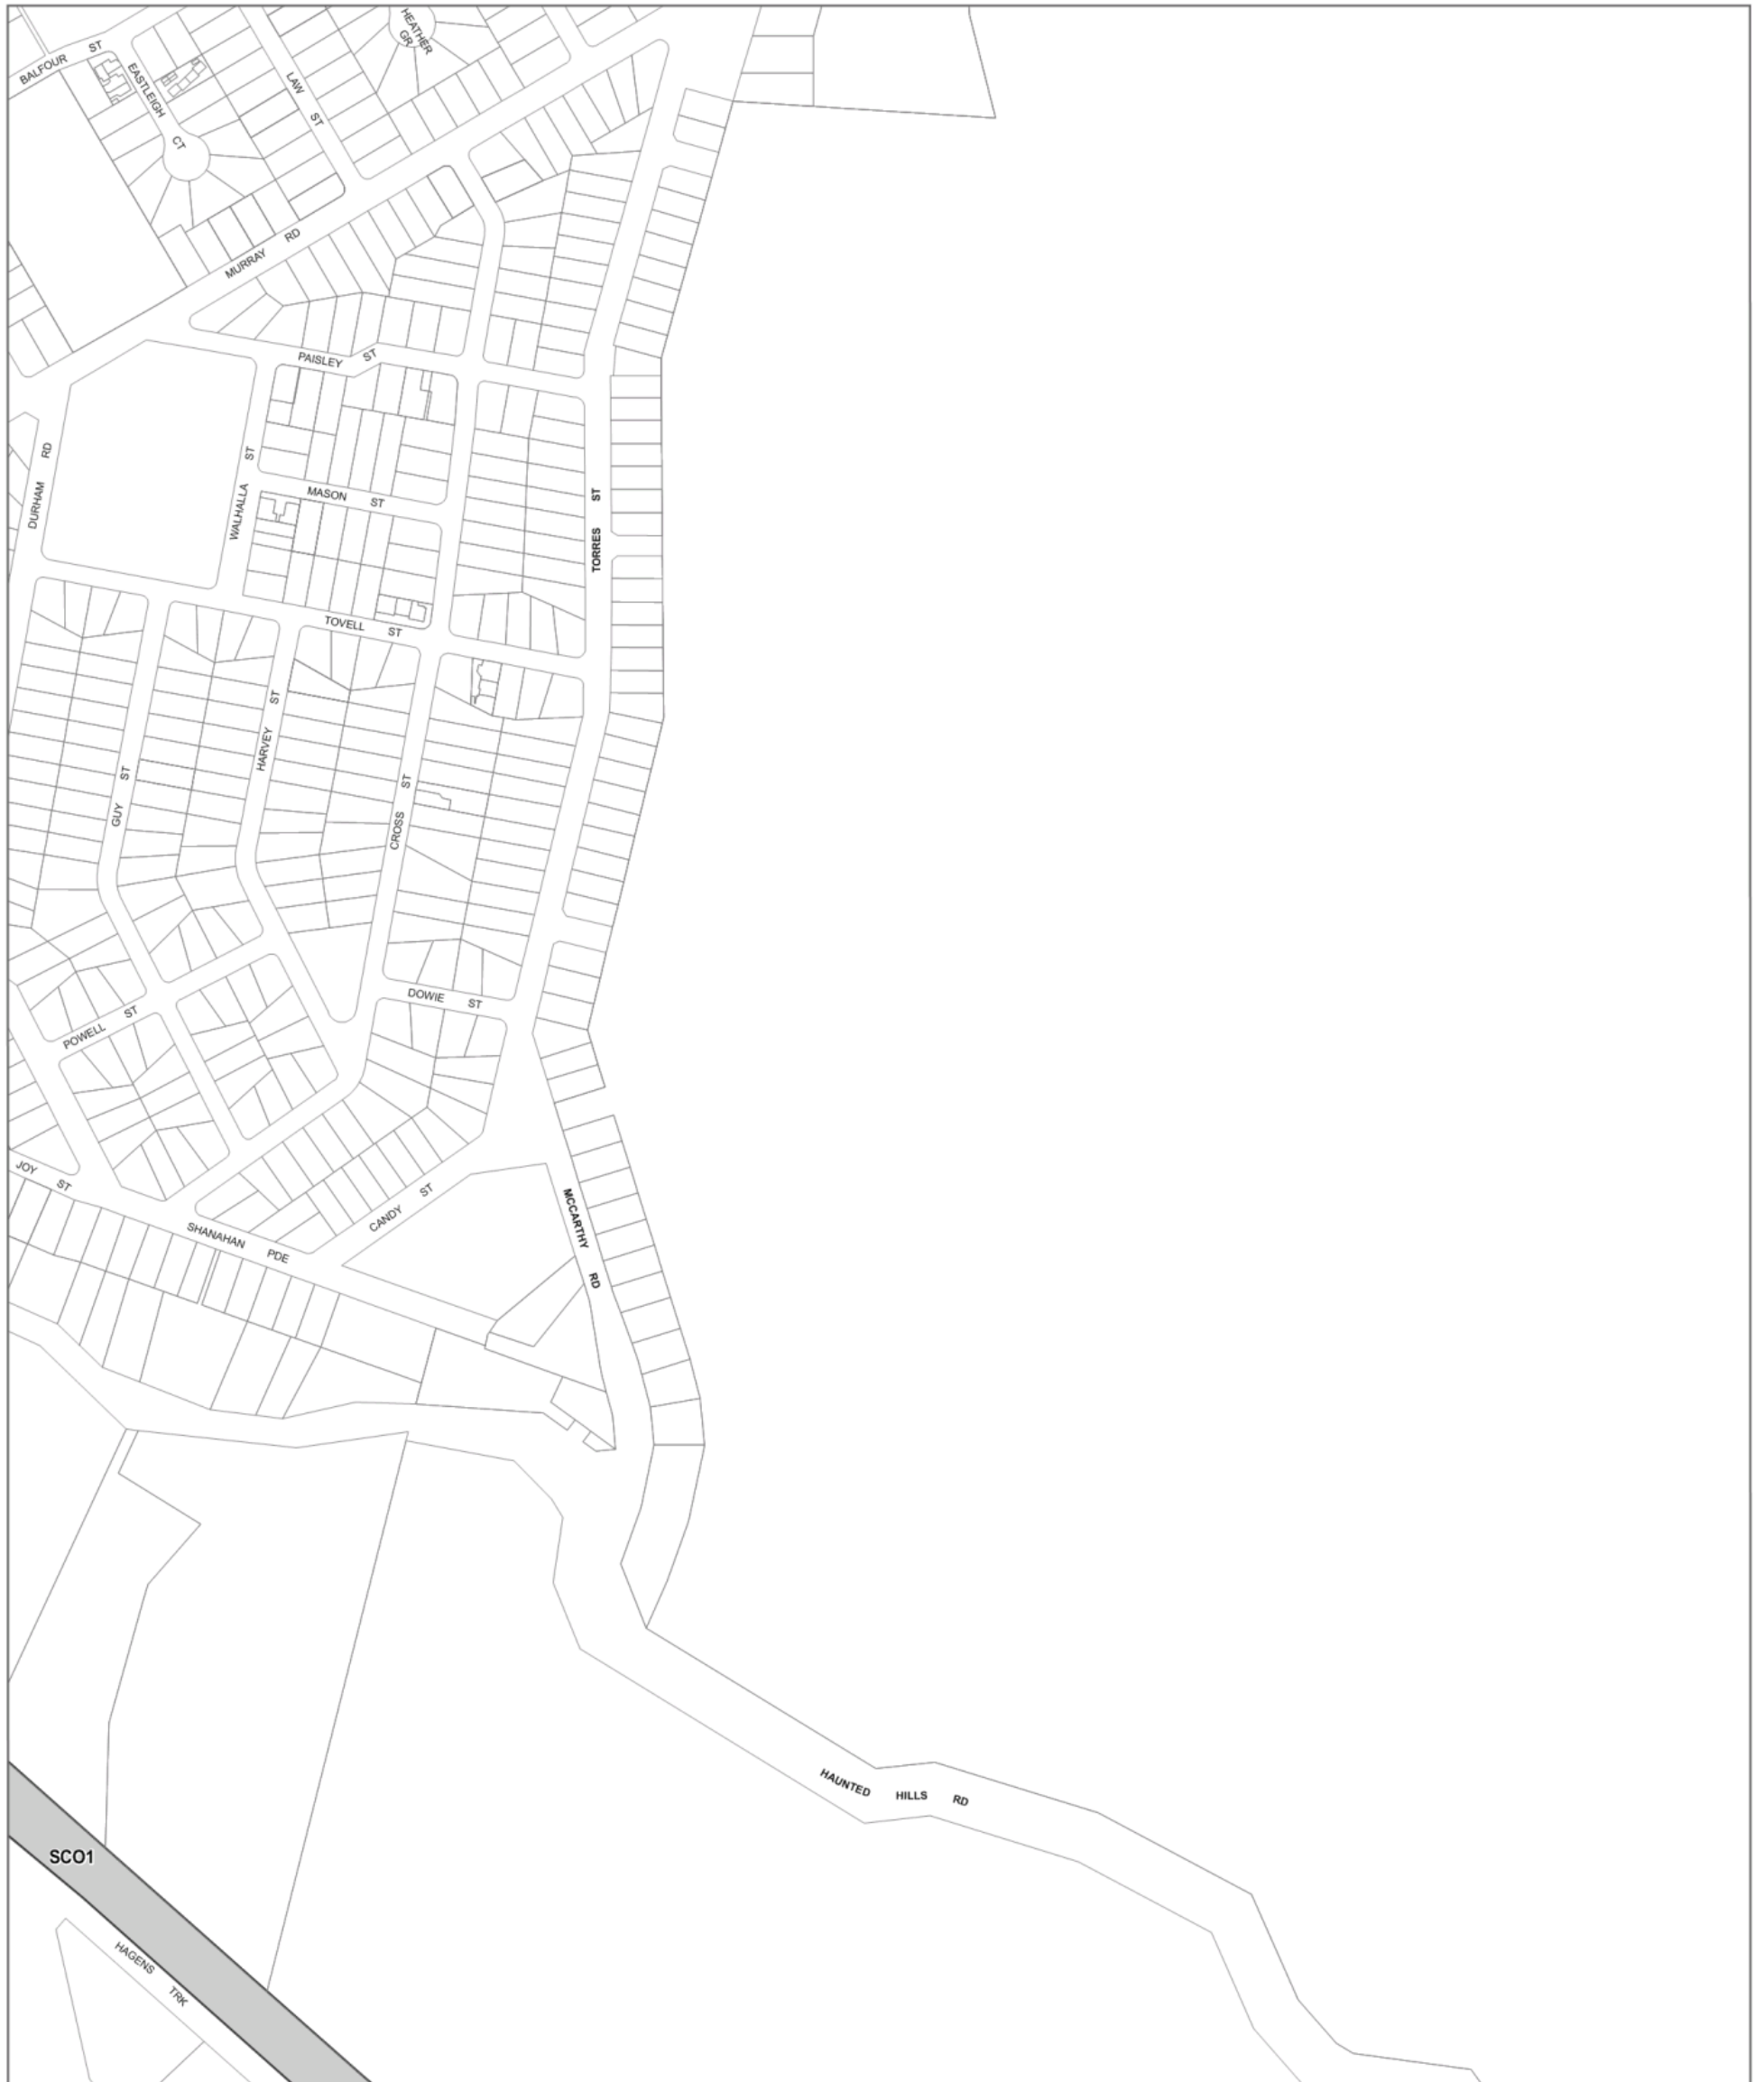 BALFOUR ST
EASTLEIGH CT
LAW ST
HEATHER
GR
MURRAY RD
PAISLEY ST
DURHAM RD
WALHALLA ST
MASON ST
TORRES ST
TOVELL ST
GUY ST
HARVEY ST
CROSS ST
DOWIE ST
POWELL ST
JOY ST
SHANAHAN PDE
CANDY ST
MCCARTHY RD
HAUNTED HILLS RD
SCO1
HAGENS TRK